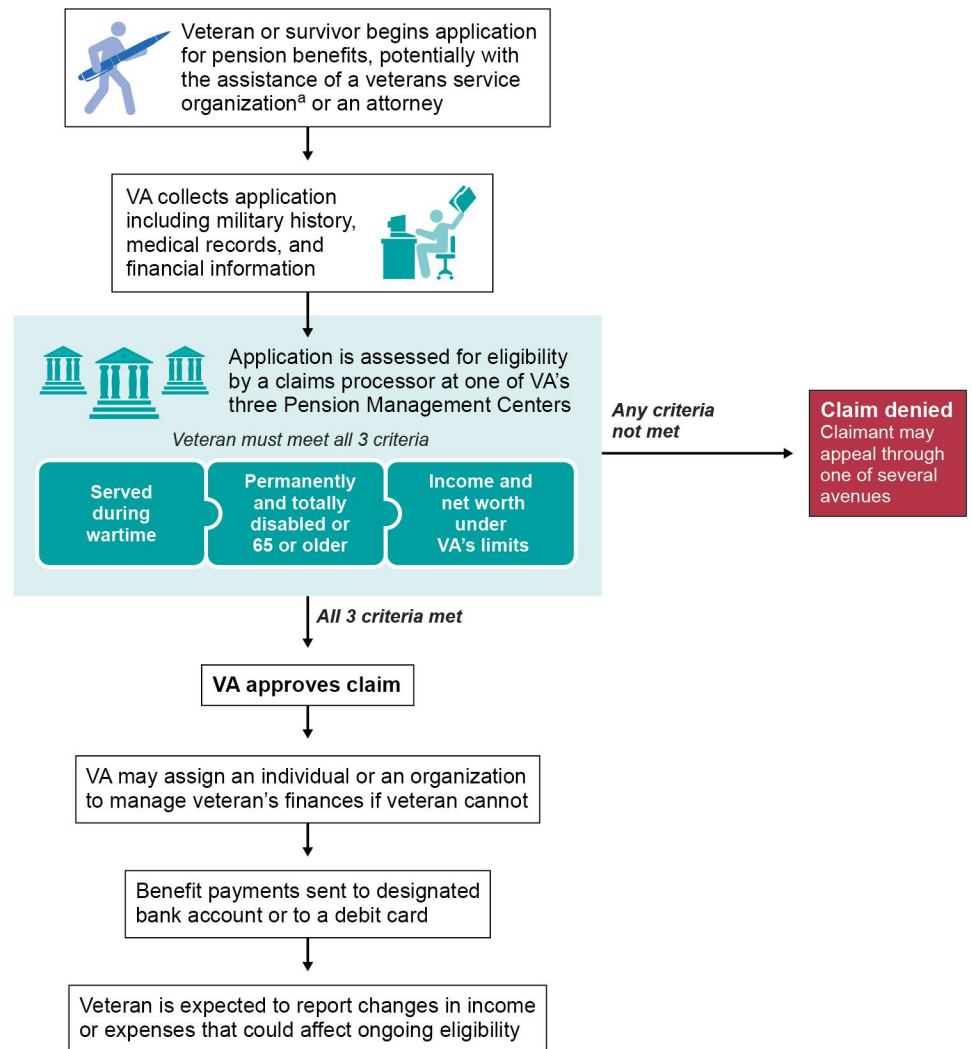 Veteran or survivor begins application
for pension benefits, potentially with
the assistance of a veterans service
organizationᵃ or an attorney
VA collects application
including military history,
medical records, and
financial information
Application is assessed for eligibility
by a claims processor at one of VA's
three Pension Management Centers
Veteran must meet all 3 criteria
Served
during
wartime
Permanently
and totally
disabled or
65 or older
Income and
net worth
under
VA's limits
Any criteria
not met
Claim denied
Claimant may
appeal through
one of several
avenues
All 3 criteria met
VA approves claim
VA may assign an individual or an organization
to manage veteran's finances if veteran cannot
Benefit payments sent to designated
bank account or to a debit card
Veteran is expected to report changes in income
or expenses that could affect ongoing eligibility